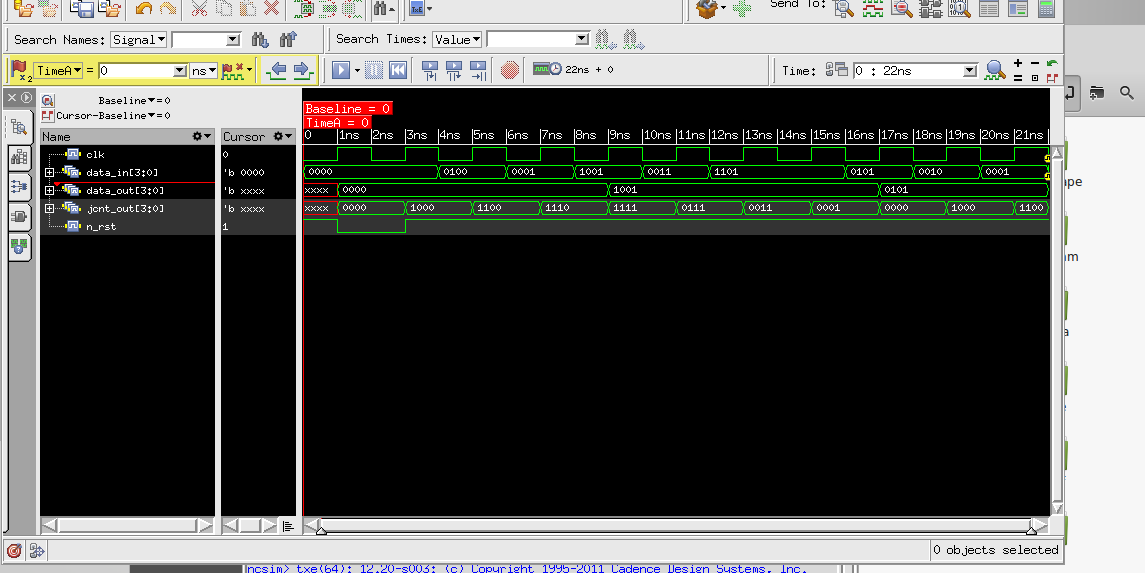 Send To:
Search Names: Signal
Search Times: Value
x2 TimeA = 0 ns
TxE
22ns + 0
Time: 0 : 22ns
Baseline = 0
Cursor-Baseline = 0
Baseline = 0
TimeA = 0
Name Cursor 0 1ns 2ns 3ns 4ns 5ns 6ns 7ns 8ns 9ns 10ns 11ns 12ns 13ns 14ns 15ns 16ns 17ns 18ns 19ns 20ns 21ns
clk 0
data_in[3:0] 'b 0000 0000 0100 0001 1001 0011 1101 0101 0010 0001
data_out[3:0] 'b xxxx xxxx 0000 1001 0101
jcnt_out[3:0] 'b xxxx xxxx 0000 1000 1100 1110 1111 0111 0011 0001 0000 1000 1100
n_rst 1
ape
am
a
0 objects selected
ncsim> txe(64): 12.20-s003: (c) Copyright 1995-2011 Cadence Design Systems, Inc.